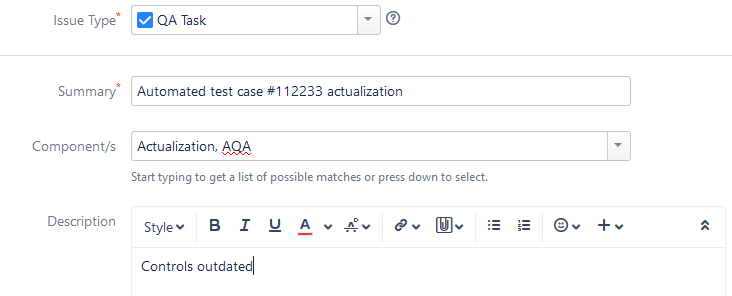 Issue Type* QA Task
Summary* Automated test case #112233 actualization
Component/s Actualization, AQA
Start typing to get a list of possible matches or press down to select.
Description Style B I U A
Controls outdated